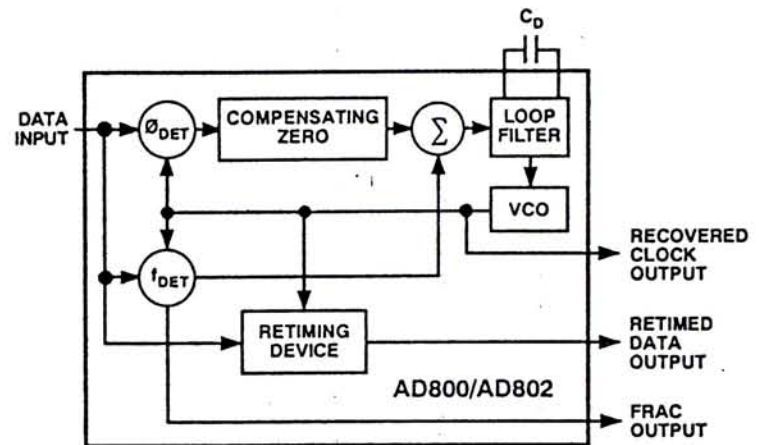 C_D
DATA
INPUT
Ø_DET
COMPENSATING
ZERO
Σ
LOOP
FILTER
VCO
RECOVERED
CLOCK
OUTPUT
f_DET
RETIMING
DEVICE
RETIMED
DATA
OUTPUT
AD800/AD802
FRAC
OUTPUT